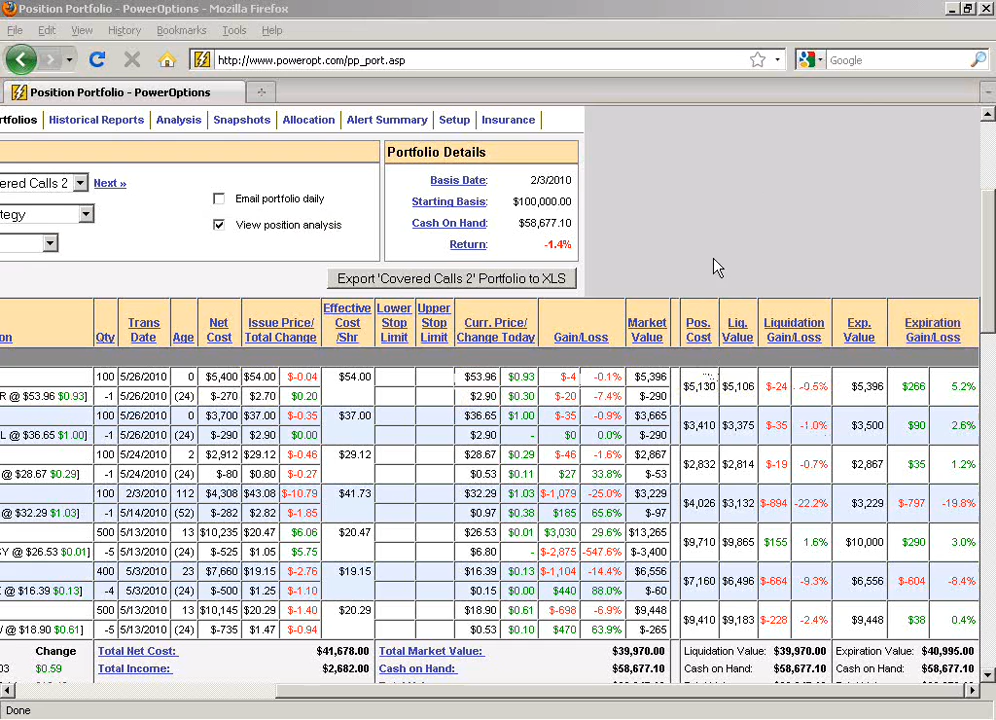 Position Portfolio - PowerOptions - Mozilla Firefox
File Edit View History Bookmarks Tools Help
http://www.poweropt.com/pp_port.asp Google
Position Portfolio - PowerOptions
rtfolios Historical Reports Analysis Snapshots Allocation Alert Summary Setup Insurance
Portfolio Details
ered Calls 2 Next »
Email portfolio daily
tegy
View position analysis
Basis Date: 2/3/2010
Starting Basis: $100,000.00
Cash On Hand: $58,677.10
Return: -1.4%
Export 'Covered Calls 2' Portfolio to XLS
on Qty Trans Date Age Net Cost Issue Price/ Total Change Effective Cost /Shr Lower Stop Limit Upper Stop Limit Curr. Price/ Change Today Gain/Loss Market Value Pos. Cost Liq. Value Liquidation Gain/Loss Exp. Value Expiration Gain/Loss
100 5/26/2010 0 $5,400 $54.00 $-0.04 $54.00 $53.96 $0.93 $-4 -0.1% $5,396 $5,130 $5,106 $-24 -0.5% $5,396 $266 5.2%
R @ $53.96 $0.93] -1 5/26/2010 (24) $-270 $2.70 $0.20 $2.90 $1.00 $-20 -7.4% $-290
100 5/26/2010 0 $3,700 $37.00 $-0.35 $37.00 $36.65 $1.00 $-35 -0.9% $3,665 $3,410 $3,375 $-35 -1.0% $3,500 $90 2.6%
L @ $36.65 $1.00] -1 5/26/2010 (24) $-290 $2.90 $0.00 $2.90 - $0 0.0% $-290
100 5/24/2010 2 $2,912 $29.12 $-0.46 $29.12 $28.67 $0.29 $-46 -1.6% $2,867 $2,832 $2,814 $-19 -0.7% $2,867 $35 1.2%
@ $28.67 $0.29] -1 5/24/2010 (24) $-80 $0.80 $-0.27 $0.53 $0.11 $27 33.8% $-53
100 2/3/2010 112 $4,308 $43.08 $-10.79 $41.73 $32.29 $1.03 $-1,079 -25.0% $3,229 $4,026 $3,132 $-894 -22.2% $3,229 $-797 -19.8%
@ $32.29 $1.03] -1 5/14/2010 (52) $-282 $2.82 $-1.85 $0.97 $0.38 $185 65.6% $-97
500 5/13/2010 13 $10,235 $20.47 $6.06 $20.47 $26.53 $0.01 $3,030 29.6% $13,265 $9,710 $9,865 $155 1.6% $10,000 $290 3.0%
SY @ $26.53 $0.01] -5 5/13/2010 (24) $-525 $1.05 $5.75 $6.80 - $-2,875 -547.6% $-3,400
400 5/3/2010 23 $7,660 $19.15 $-2.76 $19.15 $16.39 $0.13 $-1,104 -14.4% $6,556 $7,160 $6,496 $-664 -9.3% $6,556 $-604 -8.4%
@ $16.39 $0.13] -4 5/3/2010 (24) $-500 $1.25 $-1.10 $0.15 $0.00 $440 88.0% $-60
500 5/13/2010 13 $10,145 $20.29 $-1.40 $20.29 $18.90 $0.61 $-698 -6.9% $9,448 $9,410 $9,183 $-228 -2.4% $9,448 $38 0.4%
@ $18.90 $0.61] -5 5/13/2010 (24) $-735 $1.47 $-0.94 $0.53 $0.10 $470 63.9% $-265
Change Total Net Cost: $41,678.00 Total Market Value: $39,970.00 Liquidation Value: $39,970.00 Expiration Value: $40,995.00
03 $0.59 Total Income: $2,682.00 Cash on Hand: $58,677.10 Cash on Hand: $58,677.10 Cash on Hand: $58,677.10
Done